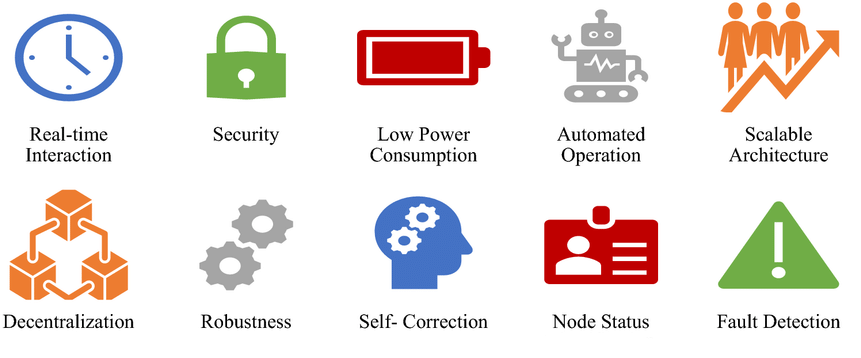 Real-time
Interaction
Security
Low Power
Consumption
Automated
Operation
Scalable
Architecture
Decentralization
Robustness
Self- Correction
Node Status
Fault Detection